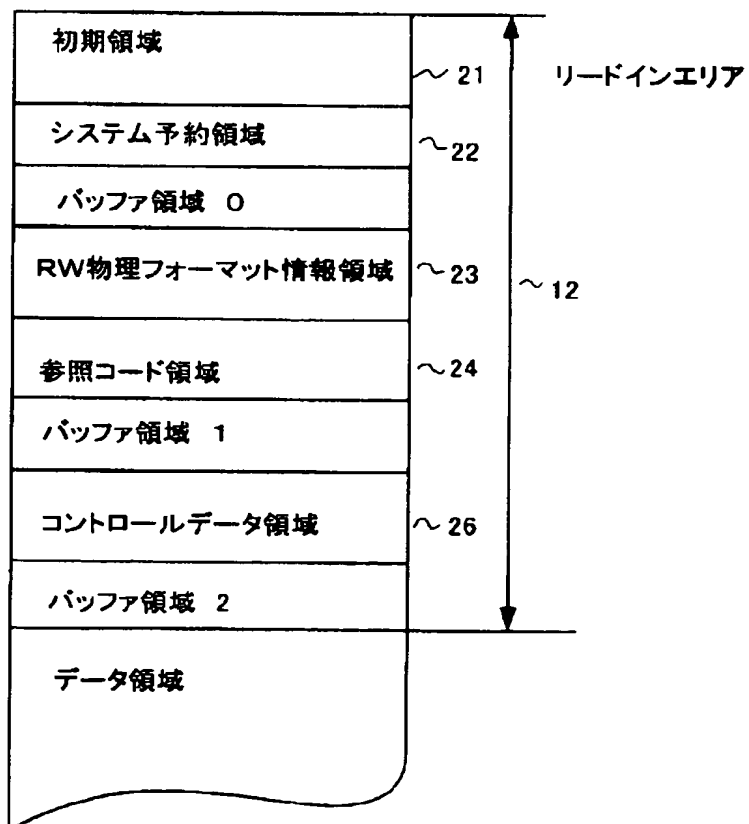 初期領域
〜21
リードインエリア
システム予約領域
〜22
バッファ領域 0
RW物理フォーマット情報領域
〜23
〜12
参照コード領域
〜24
バッファ領域 1
コントロールデータ領域
〜26
バッファ領域 2
データ領域